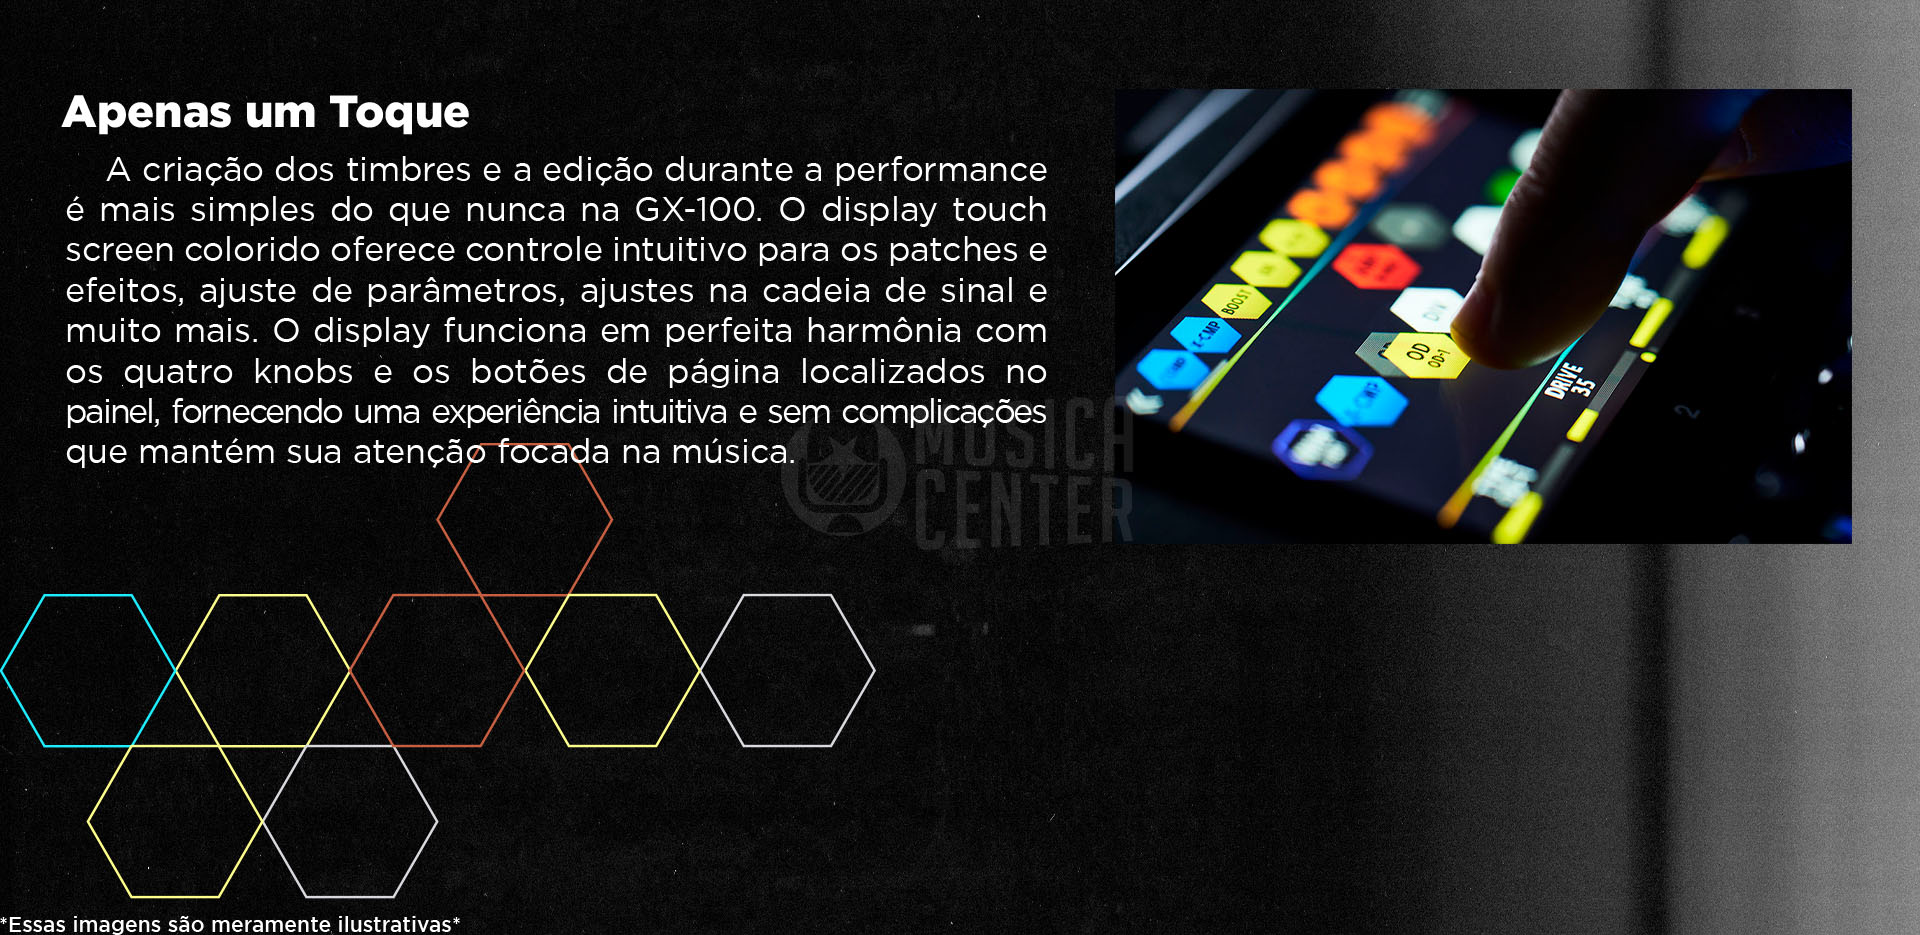 Apenas um Toque
A criação dos timbres e a edição durante a performance
é mais simples do que nunca na GX-100. O display touch
screen colorido oferece controle intuitivo para os patches e
efeitos, ajuste de parâmetros, ajustes na cadeia de sinal e
muito mais. O display funciona em perfeita harmônia com
os quatro knobs e os botões de página localizados no
painel, fornecendo uma experiência intuitiva e sem complicações
que mantém sua atenção focada na música.
MUSICA
CENTER
BOOST
X-CMP
OD
OD-1
DRIVE
35
2
*Essas imagens são meramente ilustrativas*